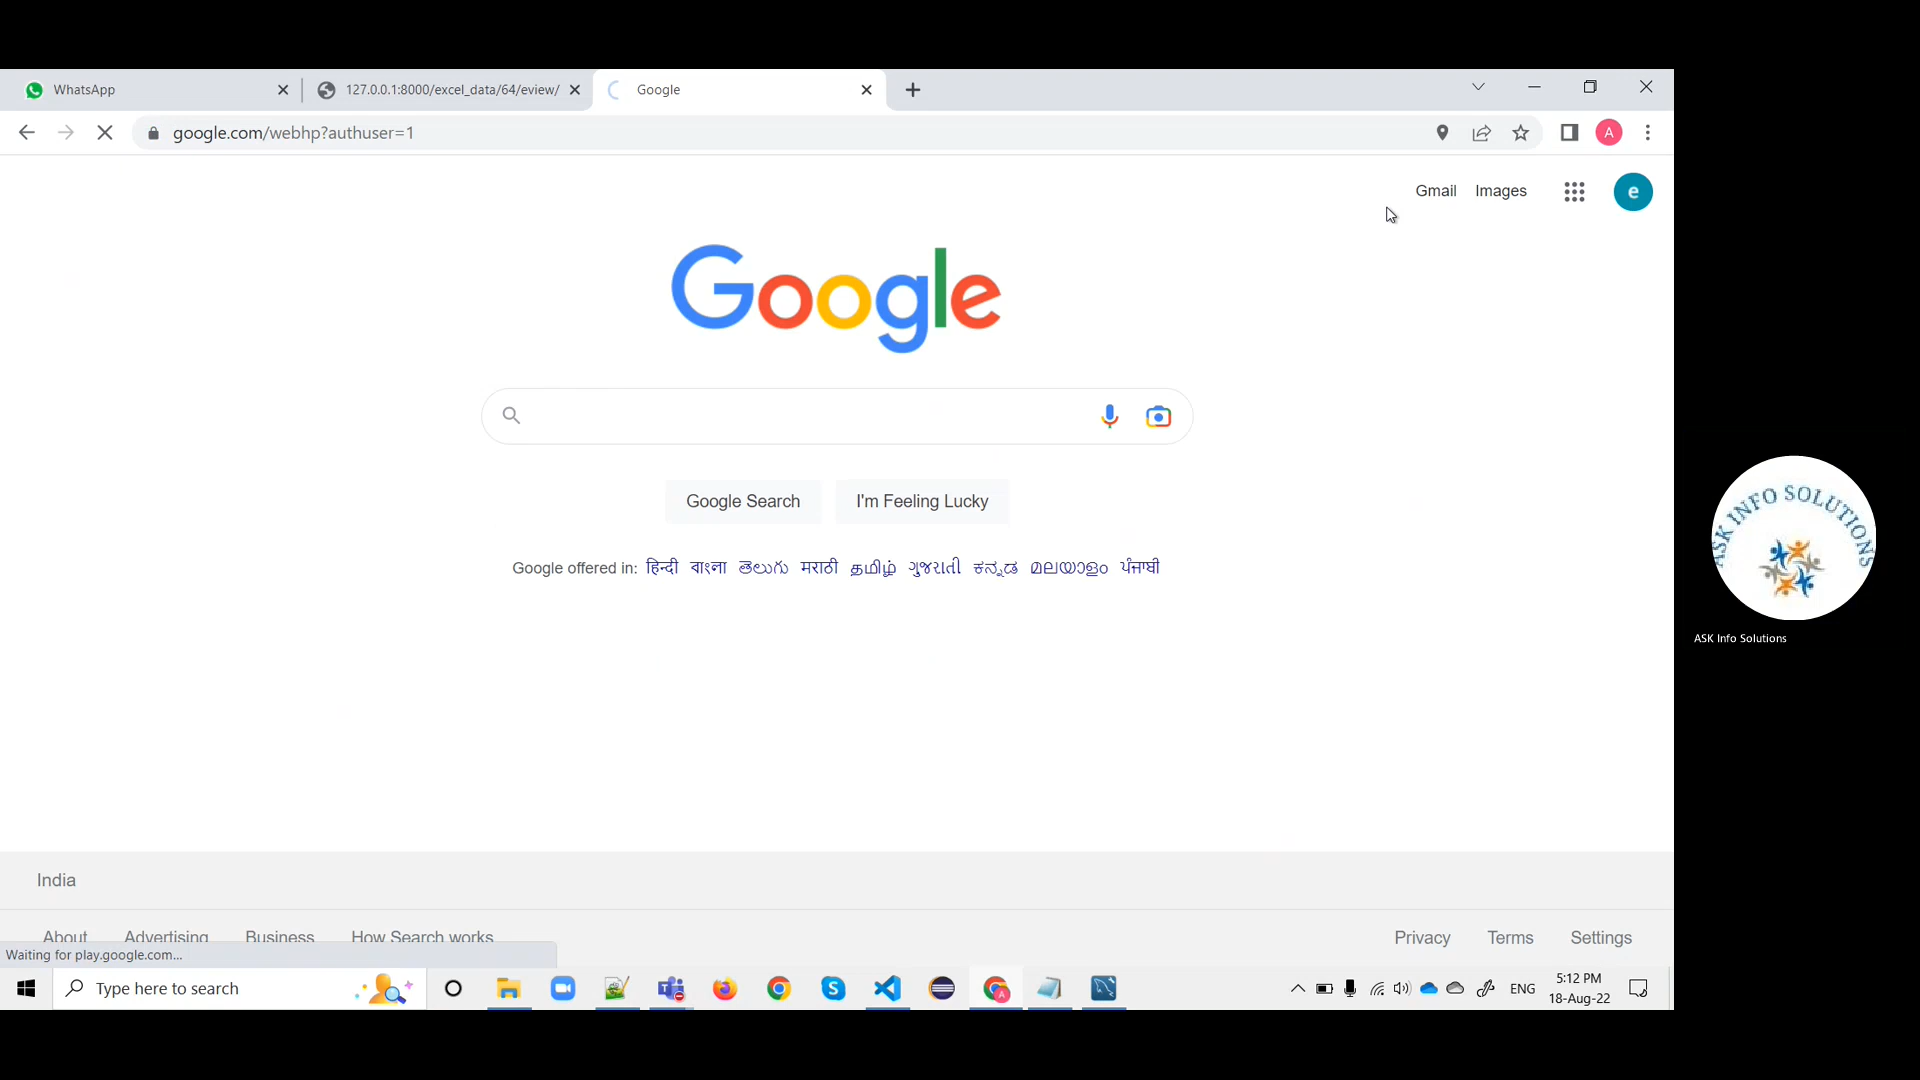 WhatsApp
127.0.0.1:8000/excel_data/64/eview/
Google
google.com/webhp?authuser=1
A
Gmail Images
e
Google
Google Search I'm Feeling Lucky
Google offered in: हिन्दी বাংলা తెలుగు मराठी தமிழ் ગુજરાતી ಕನ್ನಡ മലയാളം ਪੰਜਾਬੀ
ASK INFO SOLUTIONS
ASK Info Solutions
India
About Advertising Business How Search works
Privacy Terms Settings
Waiting for play.google.com...
Type here to search
ENG
5:12 PM
18-Aug-22